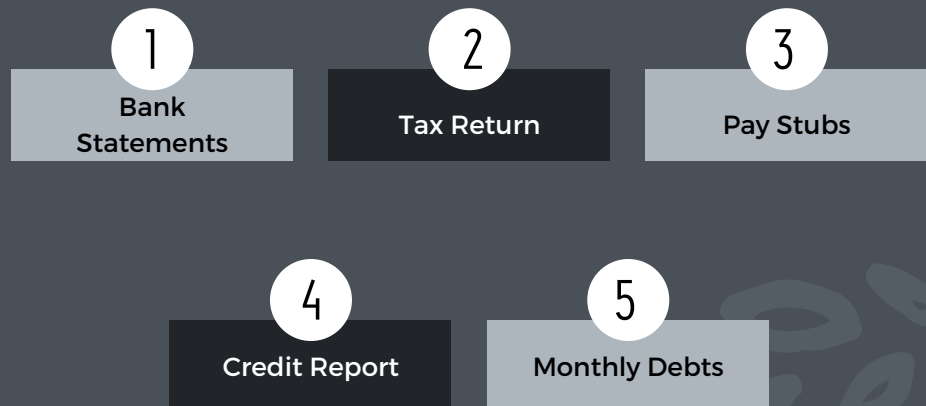 1
Bank
Statements
2
Tax Return
3
Pay Stubs
4
Credit Report
5
Monthly Debts